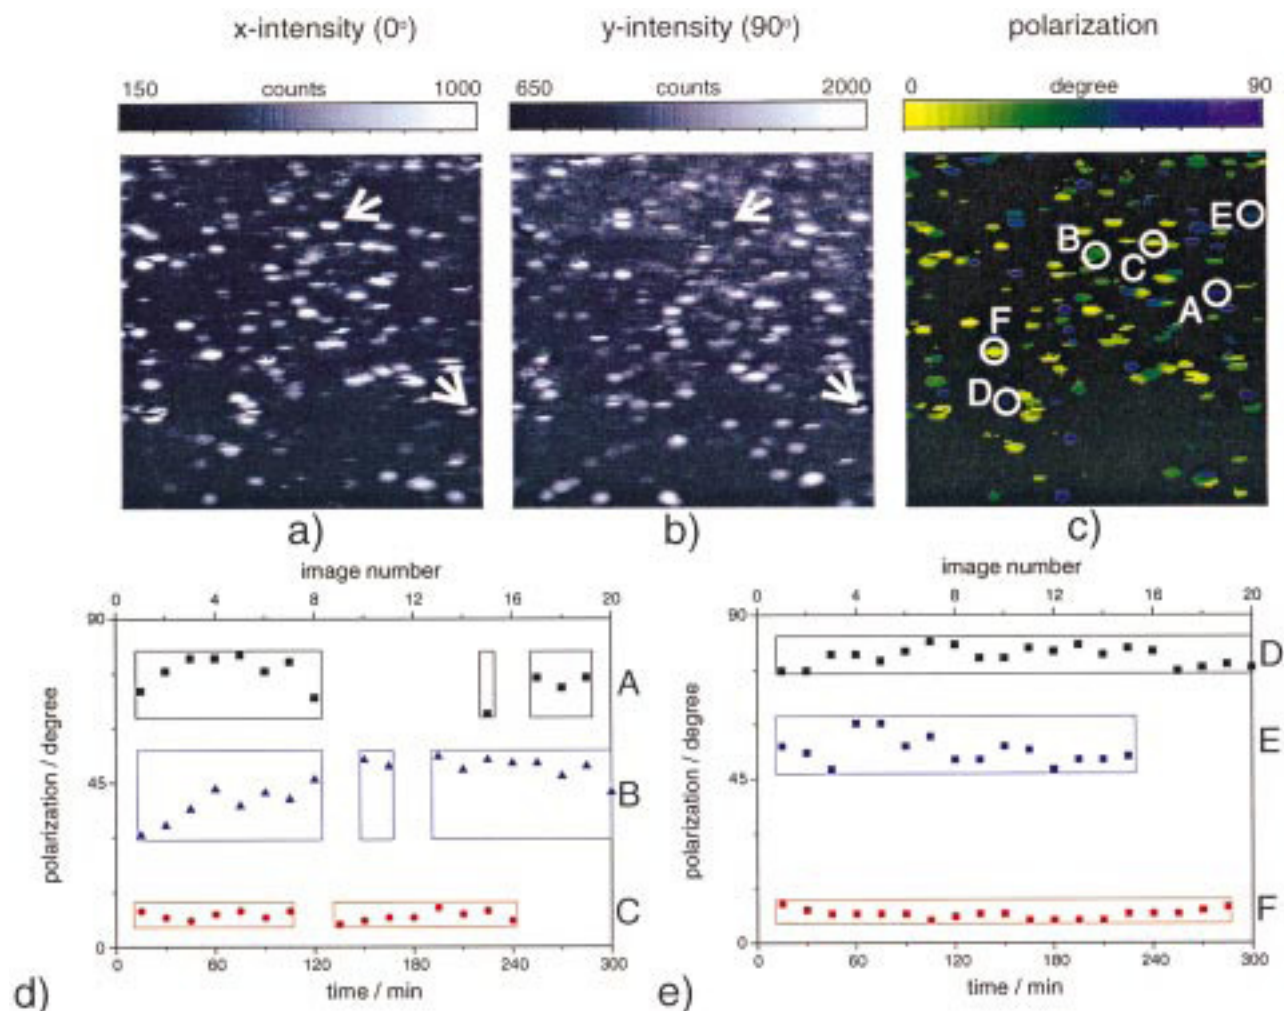 x-intensity (0°) y-intensity (90°) polarization
150 counts 1000 650 counts 2000 0 degree 90
E
B
C
A
F
D
a) b) c)
image number
0 4 8 12 16 20
90
45
0
polarization / degree
A
B
C
0 60 120 180 240 300
time / min
d)
image number
0 4 8 12 16 20
90
45
0
polarization / degree
D
E
F
0 60 120 180 240 300
time / min
e)